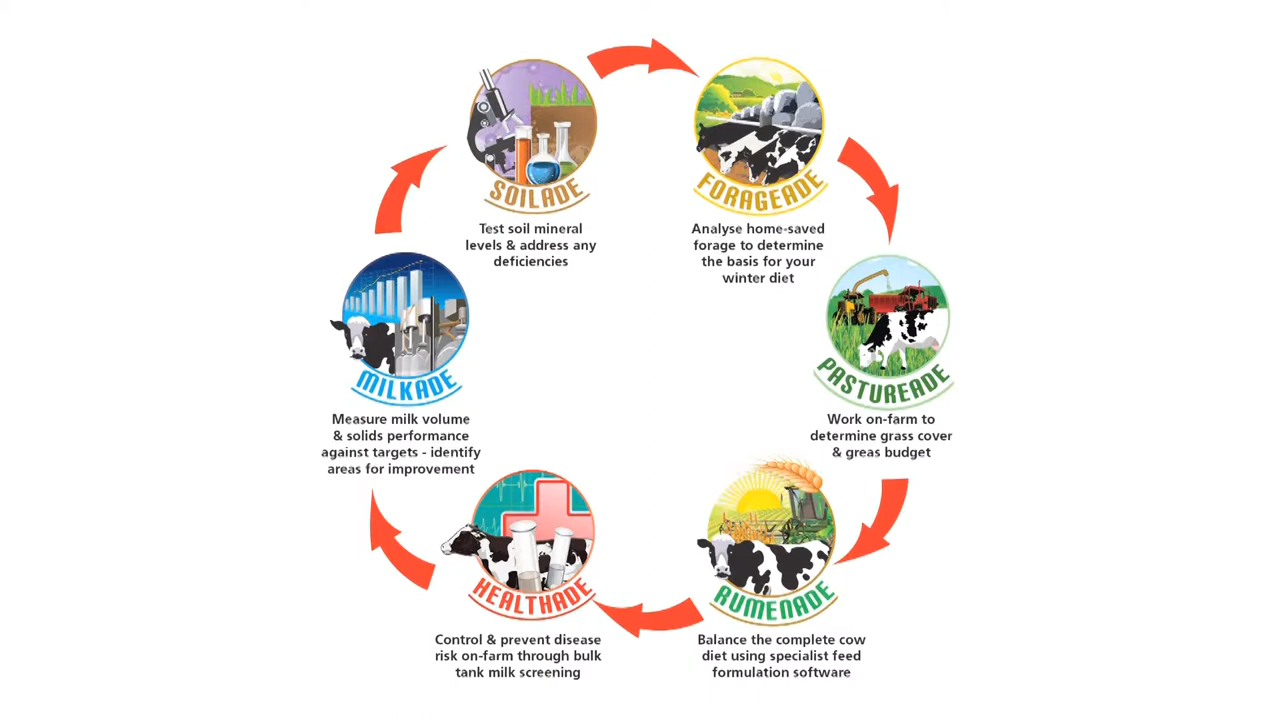 SOILADE
Test soil mineral
levels & address any
deficiencies
FORAGEADE
Analyse home-saved
forage to determine
the basis for your
winter diet
PASTUREADE
Work on-farm to
determine grass cover
& greas budget
RUMENADE
Balance the complete cow
diet using specialist feed
formulation software
HEALTHADE
Control & prevent disease
risk on-farm through bulk
tank milk screening
MILKADE
Measure milk volume
& solids performance
against targets - identify
areas for improvement